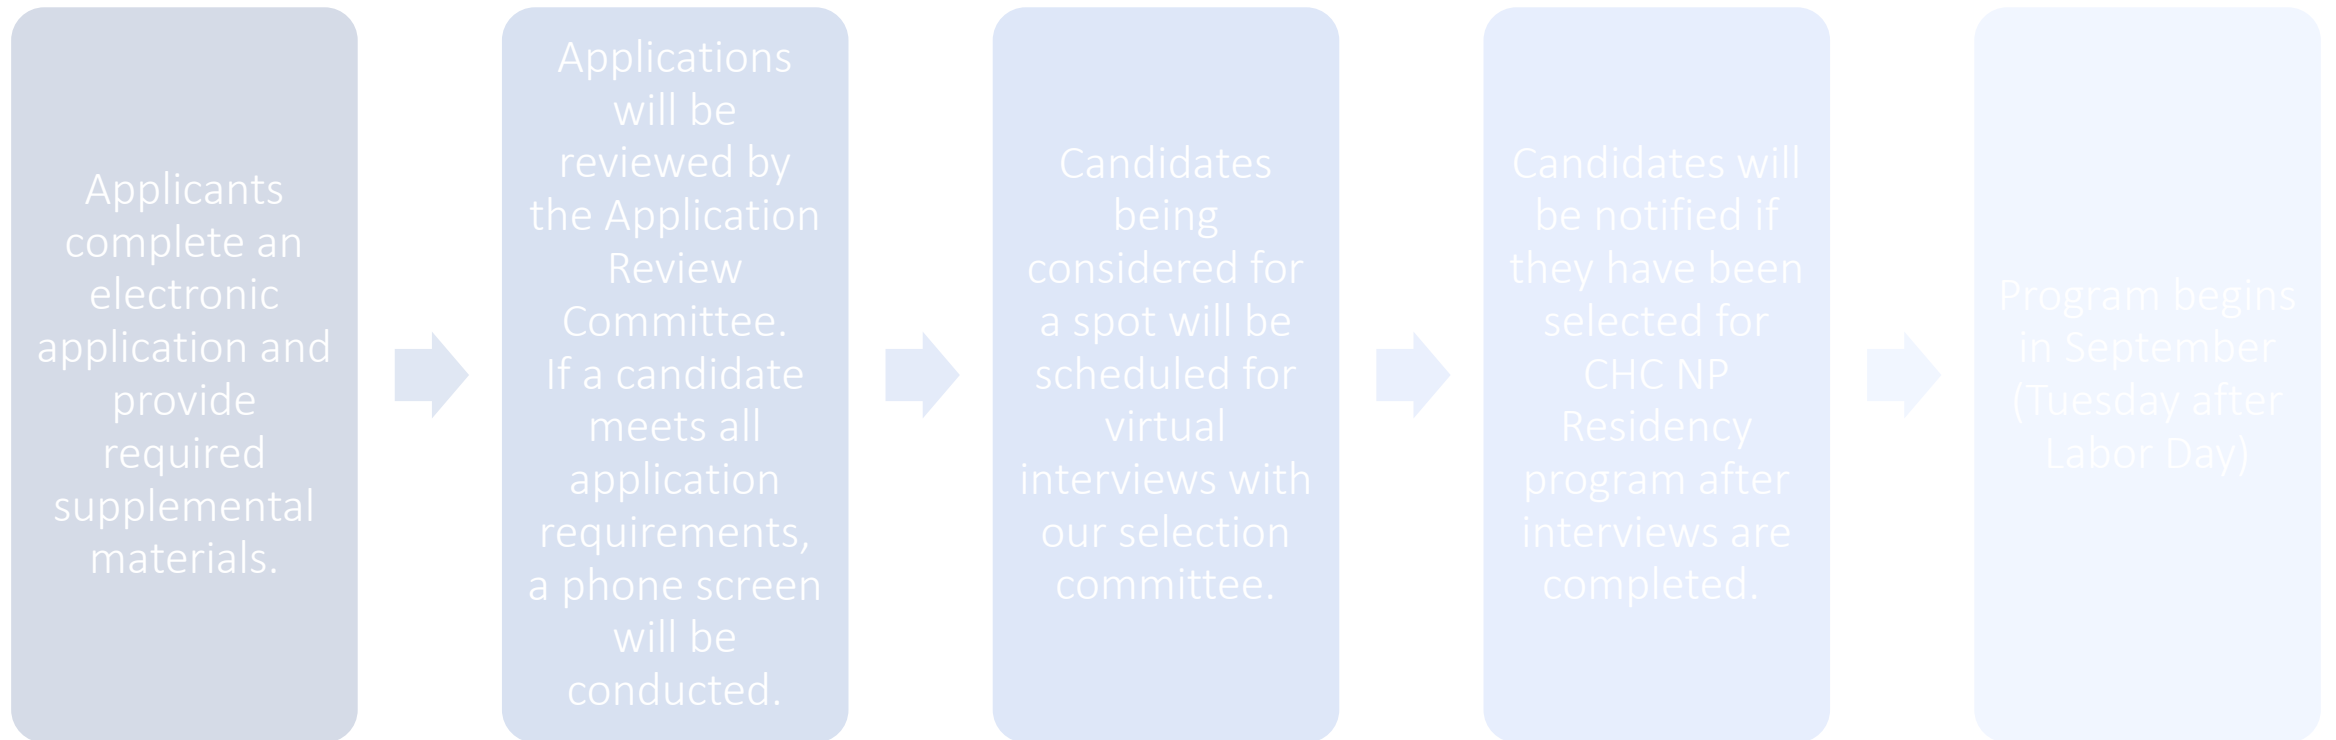 Applicants
complete an
electronic
application and
provide
required
supplemental
materials.
Applications
will be
reviewed by
the Application
Review
Committee.
If a candidate
meets all
application
requirements,
a phone screen
will be
conducted.
Candidates
being
considered for
a spot will be
scheduled for
virtual
interviews with
our selection
committee.
Candidates will
be notified if
they have been
selected for
CHC NP
Residency
program after
interviews are
completed.
Program begins
in September
(Tuesday after
Labor Day)